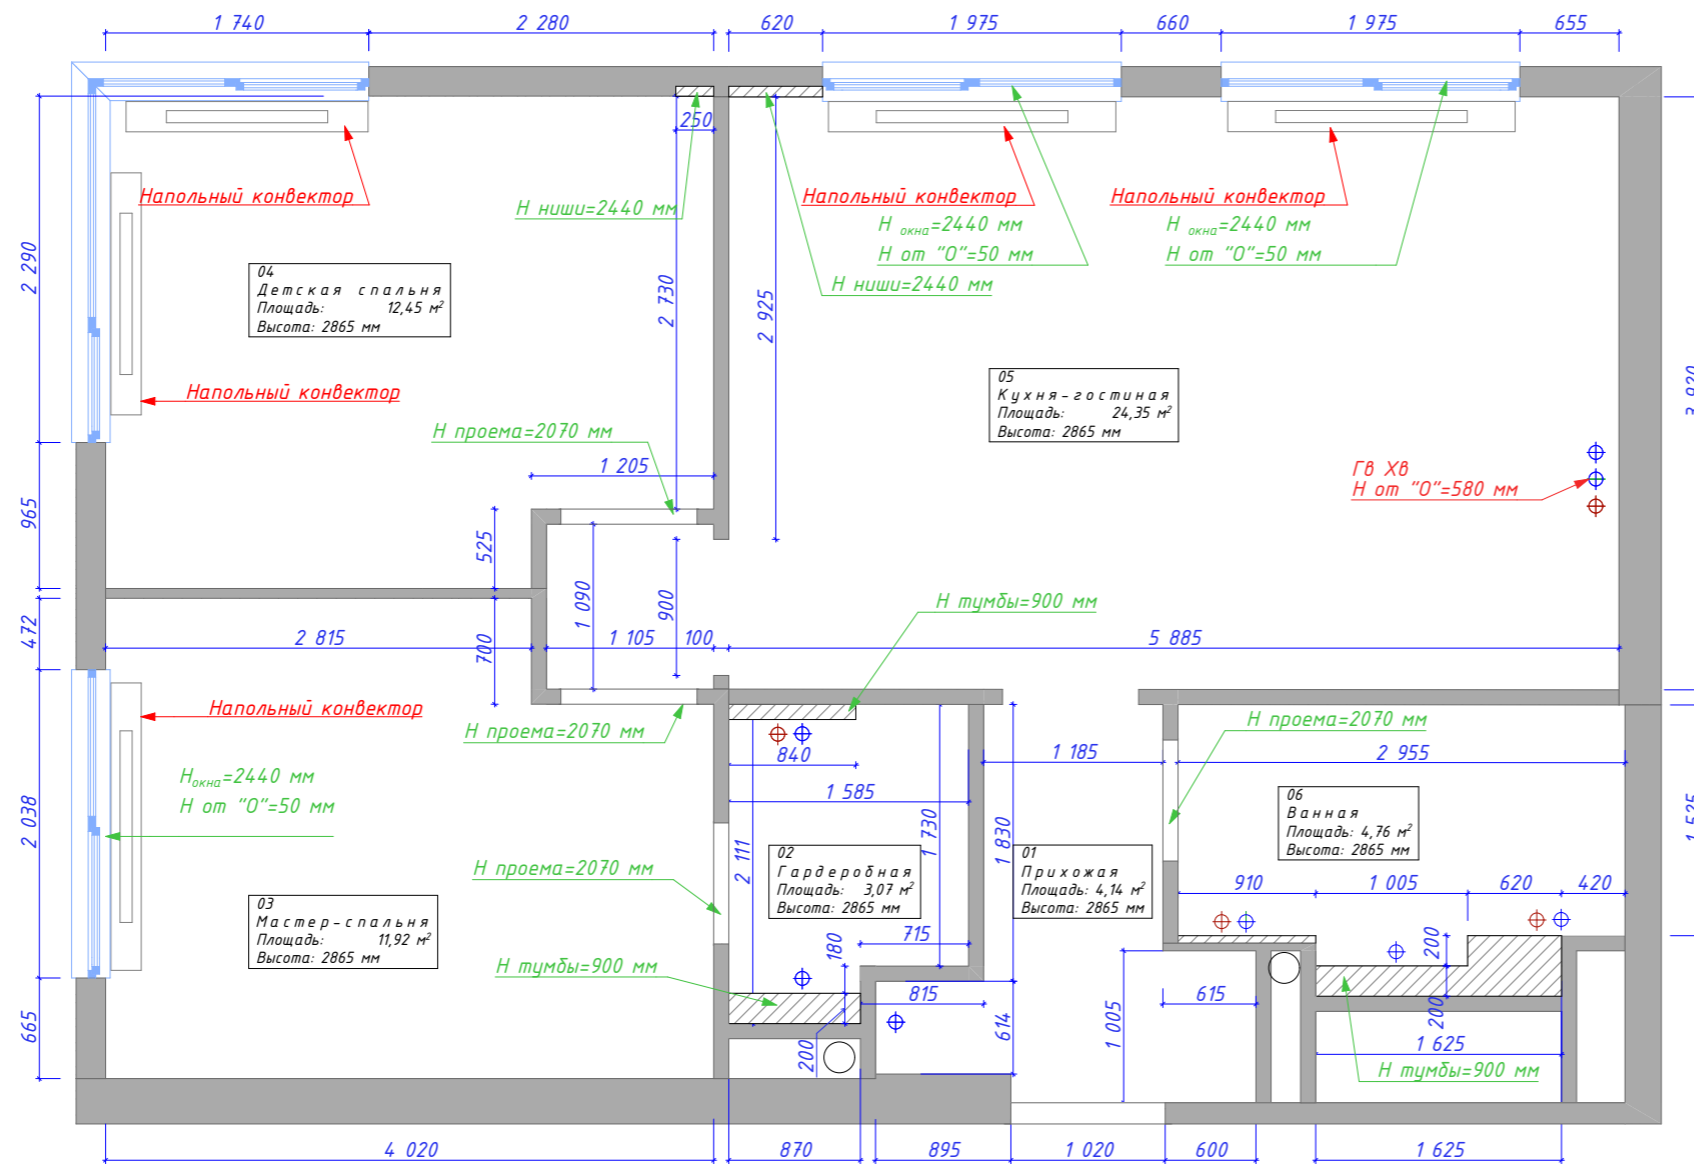 1 740
2 280
620
1 975
660
1 975
655
250
Напольный конвектор
Н ниши=2440 мм
Напольный конвектор
Н окна=2440 мм
Н от "О"=50 мм
Н ниши=2440 мм
Напольный конвектор
Н окна=2440 мм
Н от "О"=50 мм
2 290
2 730
2 925
04
Детская спальня
Площадь: 12,45 м²
Высота: 2865 мм
Напольный конвектор
05
Кухня-гостиная
Площадь: 24,35 м²
Высота: 2865 мм
Н проема=2070 мм
1 205
Гв Хв
Н от "О"=580 мм
965
525
1 090
900
Н тумбы=900 мм
472
2 815
700
1 105
100
5 885
Напольный конвектор
Н проема=2070 мм
Н проема=2070 мм
840
1 185
2 955
Нокна=2440 мм
Н от "О"=50 мм
2 038
1 585
1 730
2 111
1 830
06
Ванная
Площадь: 4,76 м²
Высота: 2865 мм
Н проема=2070 мм
02
Гардеробная
Площадь: 3,07 м²
Высота: 2865 мм
01
Прихожая
Площадь: 4,14 м²
Высота: 2865 мм
910
1 005
620
420
03
Мастер-спальня
Площадь: 11,92 м²
Высота: 2865 мм
715
180
200
Н тумбы=900 мм
815
615
200
665
200
614
1 005
1 625
Н тумбы=900 мм
4 020
870
895
1 020
600
1 625